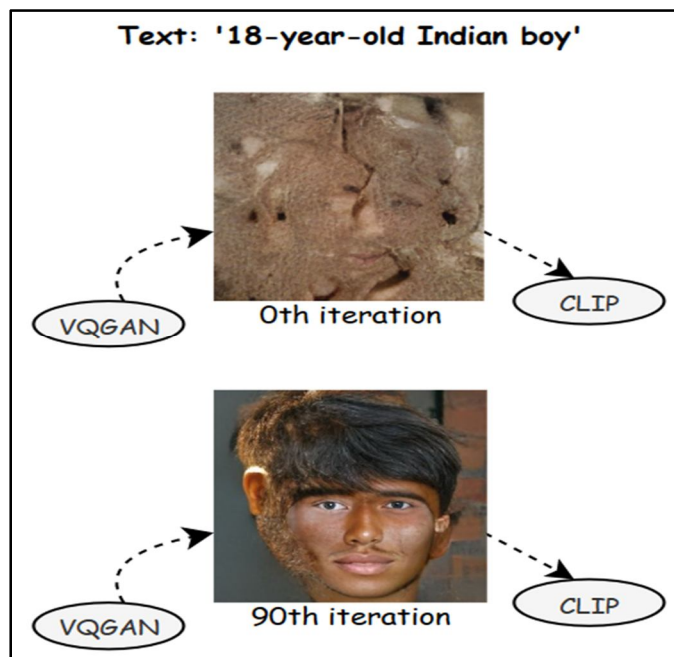 Text: '18-year-old Indian boy'
VQGAN
0th iteration
CLIP
VQGAN
90th iteration
CLIP